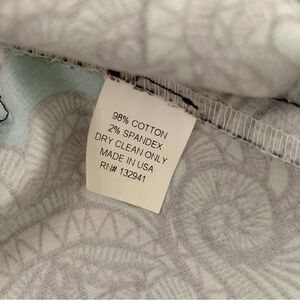 98% COTTON
2% SPANDEX
DRY CLEAN ONLY
MADE IN USA
RN# 132941